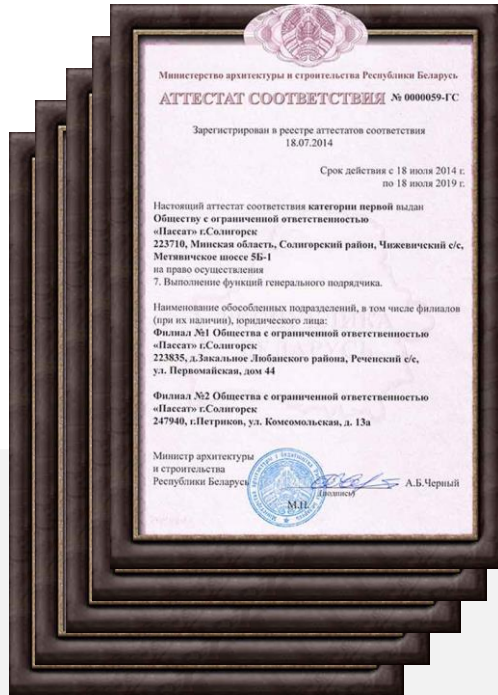 Министерство архитектуры и строительства Республики Беларусь
АТТЕСТАТ СООТВЕТСТВИЯ № 0000059-ГС
Зарегистрирован в реестре аттестатов соответствия
18.07.2014
Срок действия с 18 июля 2014 г.
по 18 июля 2019 г.
Настоящий аттестат соответствия категории первой выдан
Обществу с ограниченной ответственностью
«Пассат» г.Солигорск
223710, Минская область, Солигорский район, Чижевичский с/с,
Метявичское шоссе 5Б-1
на право осуществления
7. Выполнение функций генерального подрядчика.
Наименование обособленных подразделений, в том числе филиалов
(при их наличии), юридического лица:
Филиал №1 Общества с ограниченной ответственностью
«Пассат» г.Солигорск
223835, д.Закальное Любанского района, Реченский с/с,
ул. Первомайская, дом 44
Филиал №2 Общества с ограниченной ответственностью
«Пассат» г.Солигорск
247940, г.Петриков, ул. Комсомольская, д. 13а
Министр архитектуры
и строительства
Республики Беларусь
А.Б.Черный
(подпись)
М.П.